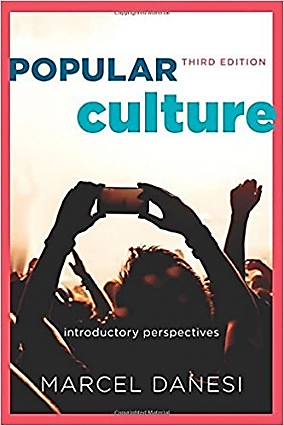 POPULAR THIRD EDITION
culture
introductory perspectives
MARCEL DANESI